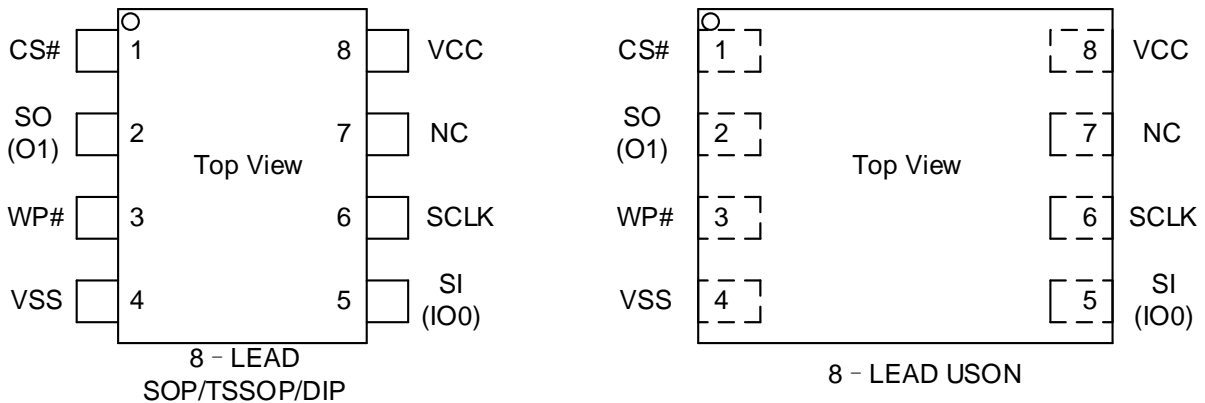 CS# 1 8 VCC
SO
(O1) 2 7 NC
Top View
WP# 3 6 SCLK
VSS 4 5 SI
(IO0)
8 – LEAD
SOP/TSSOP/DIP
CS# 1 8 VCC
SO
(O1) 2 7 NC
Top View
WP# 3 6 SCLK
VSS 4 5 SI
(IO0)
8 – LEAD USON